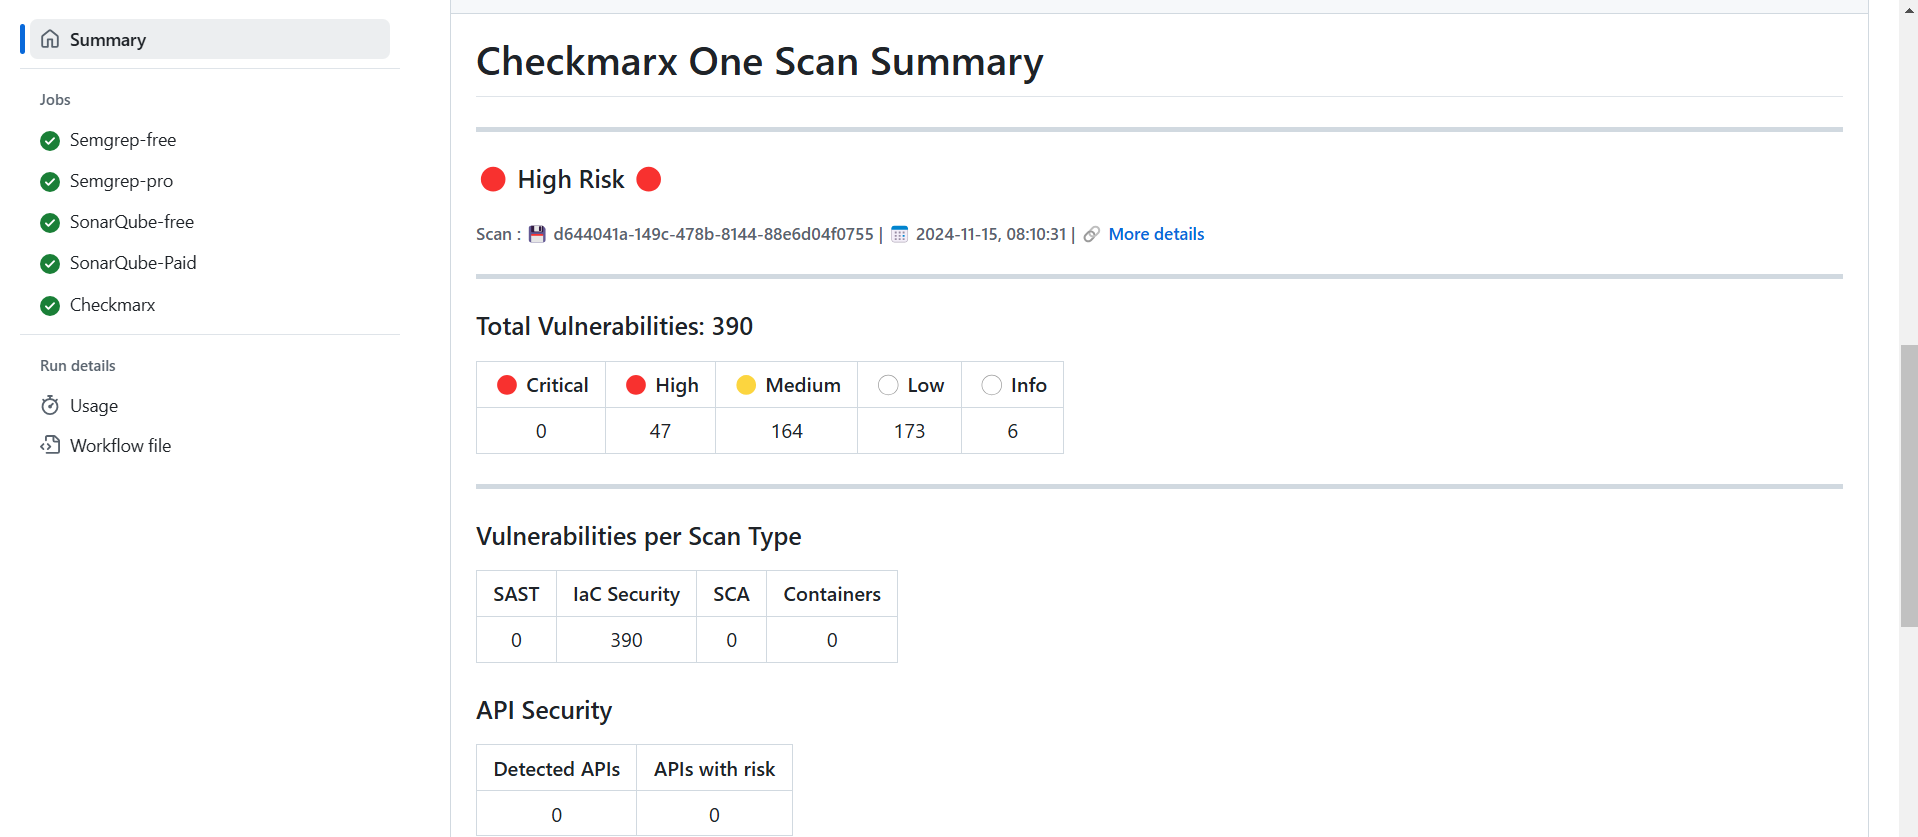 Summary
Jobs
Semgrep-free
Semgrep-pro
SonarQube-free
SonarQube-Paid
Checkmarx
Run details
Usage
Workflow file
Checkmarx One Scan Summary
High Risk
Scan : d644041a-149c-478b-8144-88e6d04f0755 | 2024-11-15, 08:10:31 | More details
Total Vulnerabilities: 390
Critical High Medium Low Info
0 47 164 173 6
Vulnerabilities per Scan Type
SAST IaC Security SCA Containers
0 390 0 0
API Security
Detected APIs APIs with risk
0 0